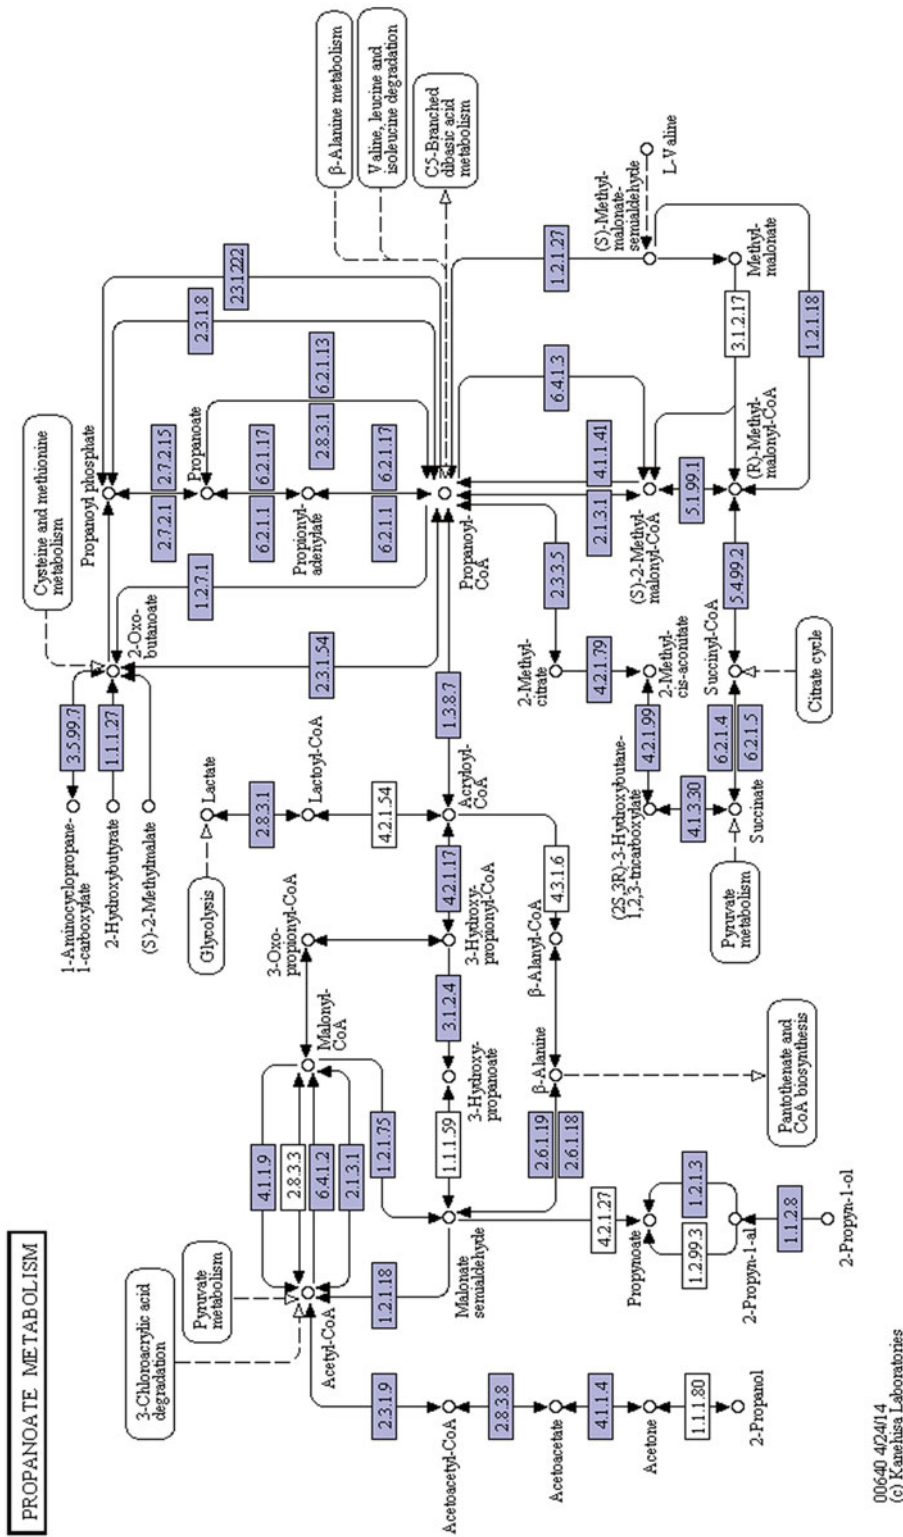 PROPANOATE METABOLISM
3-Chloroacrylic acid
degradation
Pyruvate
metabolism
Acetyl-CoA
4.1.1.9
2.8.3.3
6.4.1.2
2.1.3.1
Malonyl-
CoA
3-Oxo-
propionyl-CoA
Glycolysis
Lactate
2.8.3.1
Lactoyl-CoA
4.2.1.54
Acryloyl-
CoA
1-Aminocyclopropane-
1-carboxylate
2-Hydroxybutyrate
(S)-2-Methylmalate
3.5.99.7
1.1.1.27
2-Oxo-
butanoate
Cysteine and methionine
metabolism
Propanoyl phosphate
2.7.2.15
2.7.2.1
Propanoate
6.2.1.17
6.2.1.1
Propionyl-
adenylate
6.2.1.17
6.2.1.1
2.3.1.222
2.3.1.8
6.2.1.13
2.8.3.1
1.2.7.1
2.3.1.54
Propanoyl-
CoA
β-Alanine metabolism
Valine, leucine and
isoleucine degradation
C5-Branched
dibasic acid
metabolism
2.3.1.9
1.2.1.18
1.2.1.75
Malonate
semialdehyde
1.1.1.59
3-Hydroxy-
propanoate
3.1.2.4
3-Hydroxy-
propionyl-CoA
4.2.1.17
1.3.8.7
Acetoacetyl-CoA
2.8.3.8
Acetoacetate
4.1.1.4
Acetone
1.1.1.80
2-Propanol
2.6.1.19
2.6.1.18
β-Alanine
β-Alanyl-CoA
4.3.1.6
4.2.1.27
Propynoate
1.2.99.3
1.2.1.3
2-Propyn-1-al
1.1.2.8
2-Propyn-1-ol
Pantothenate and
CoA biosynthesis
2.3.3.5
2-Methyl-
citrate
4.2.1.79
2-Methyl-
cis-aconitate
4.2.1.99
(2S,3R)-3-Hydroxybutane-
1,2,3-tricarboxylate
4.1.3.30
Succinate
Pyruvate
metabolism
6.2.1.4
6.2.1.5
Succinyl-CoA
Citrate cycle
5.4.99.2
4.1.1.41
2.1.3.1
6.4.1.3
(S)-2-Methyl-
malonyl-CoA
5.1.99.1
(R)-Methyl-
malonyl-CoA
1.2.1.27
(S)-Methyl-
malonate-
semialdehyde
L-Valine
Methyl-
malonate
3.1.2.17
1.2.1.18
00640 4/24/14
(c) Kanehisa Laboratories